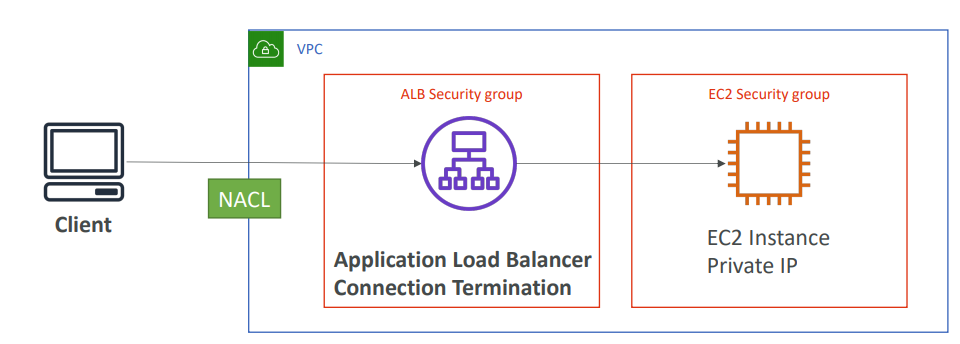 VPC
ALB Security group
EC2 Security group
NACL
Client
Application Load Balancer
Connection Termination
EC2 Instance
Private IP